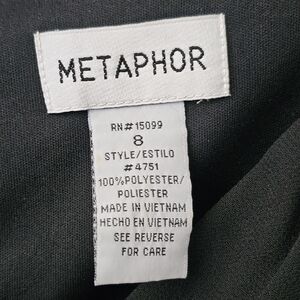 METAPHOR
RN#15099
8
STYLE/ESTILO
#4751
100%POLYESTER/
POLIESTER
MADE IN VIETNAM
HECHO EN VIETNAM
SEE REVERSE
FOR CARE